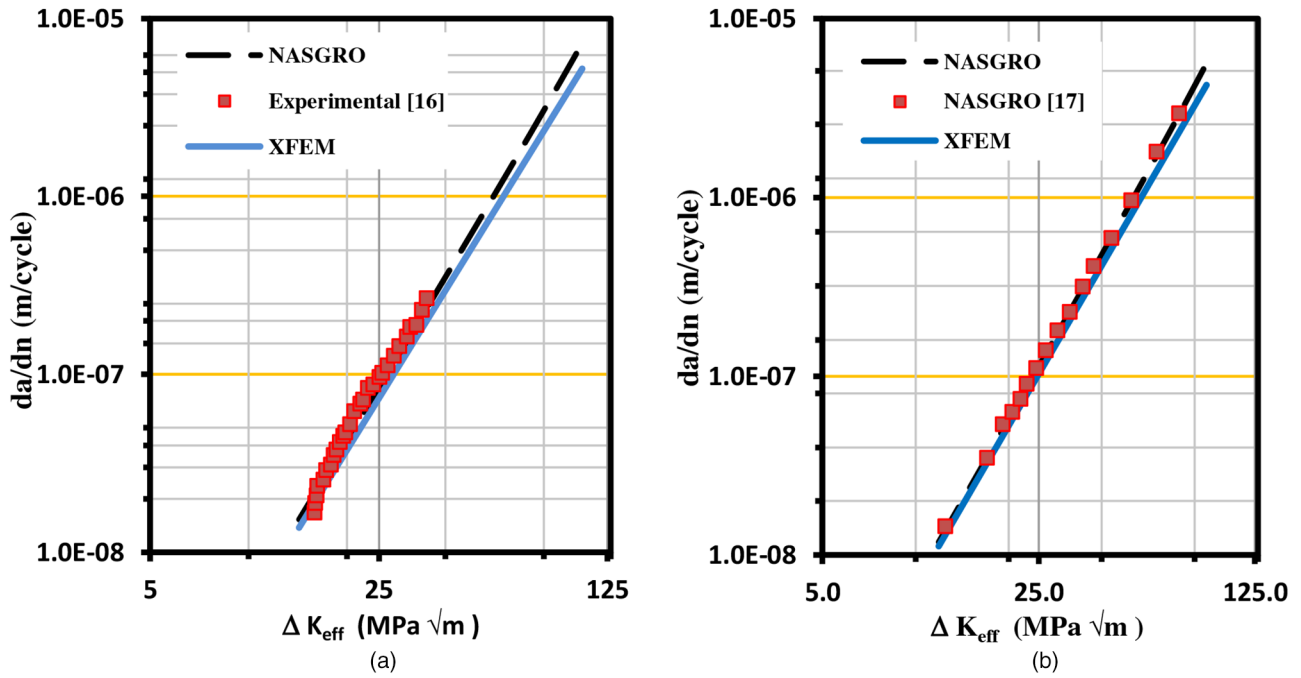 1.0E-05
NASGRO
Experimental [16]
XFEM
1.0E-06
1.0E-07
1.0E-08
da/dn (m/cycle)
5
25
125
Δ Keff (MPa √m )
(a)
1.0E-05
NASGRO
NASGRO [17]
XFEM
1.0E-06
1.0E-07
1.0E-08
da/dn (m/cycle)
5.0
25.0
125.0
Δ Keff (MPa √m )
(b)